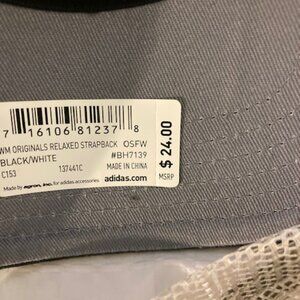 7 16106 81237 8
WM ORIGINALS RELAXED STRAPBACK OSFW
BLACK/WHITE #BH7139
C153 137441C MADE IN CHINA
Made by agron, inc. for adidas accessories. adidas.com
$ 24.00
MSRP